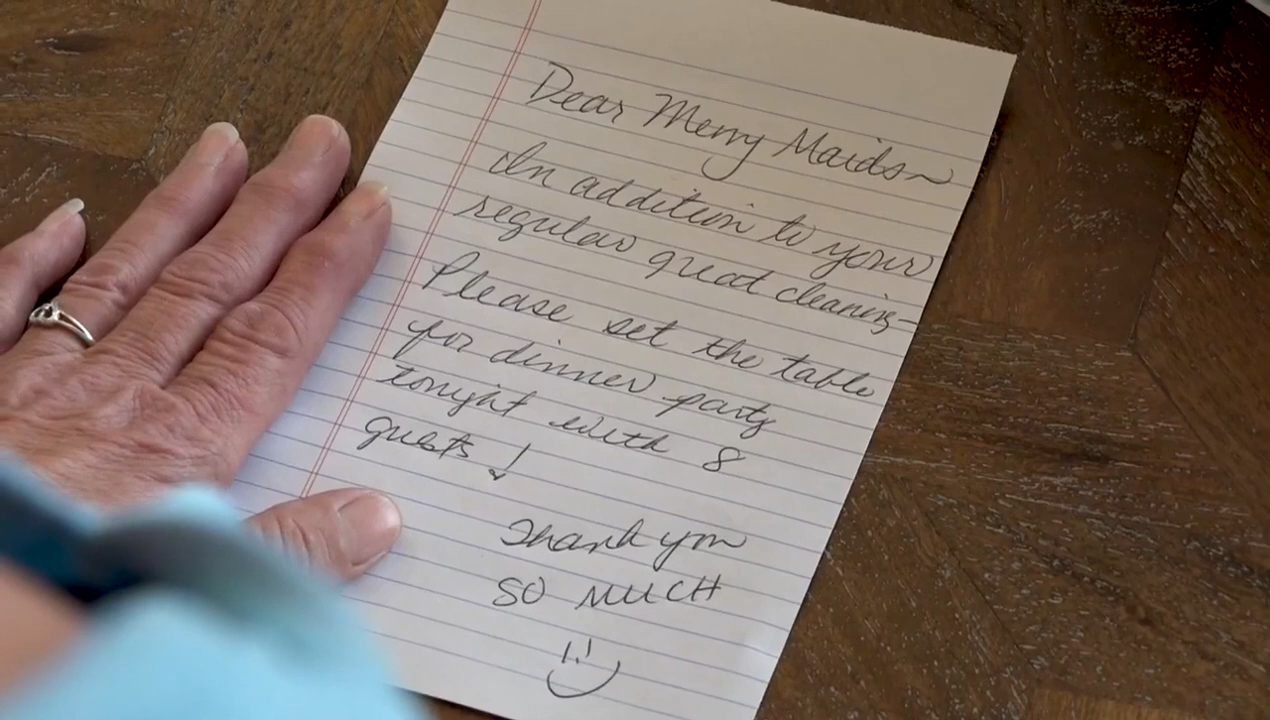 Dear Merry Maids~
In addition to your
regular great cleaning-
Please set the table
for dinner party
tonight with 8
guests!
Thank you
SO MUCH